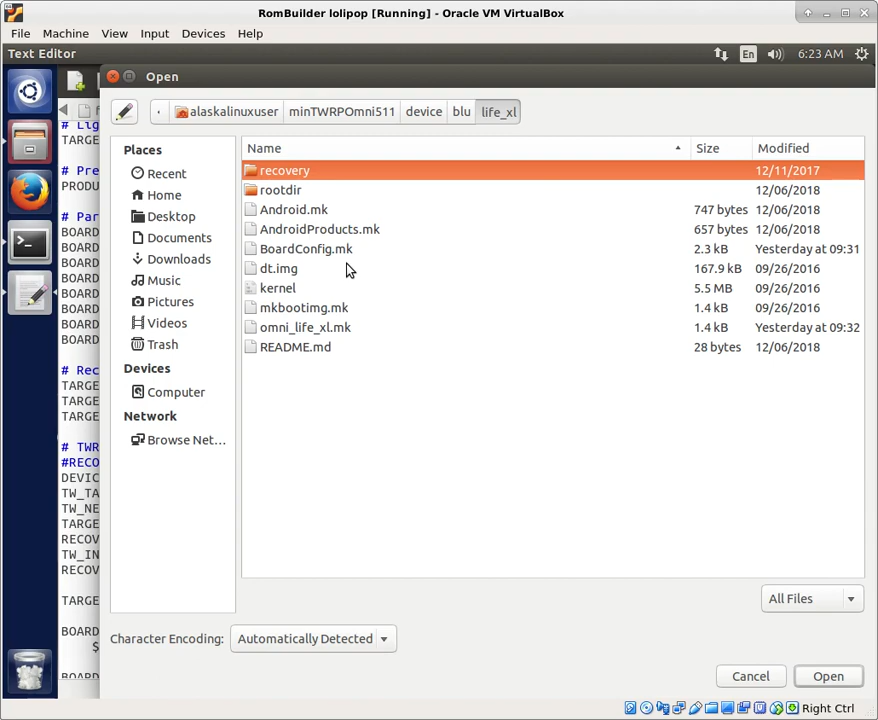 RomBuilder lolipop [Running] - Oracle VM VirtualBox
File Machine View Input Devices Help
Text Editor En 6:23 AM
Open
alaskalinuxuser minTWRPOmni511 device blu life_xl
Places
Recent
Home
Desktop
Documents
Downloads
Music
Pictures
Videos
Trash
Devices
Computer
Network
Browse Net...
Name Size Modified
recovery 12/11/2017
rootdir 12/06/2018
Android.mk 747 bytes 12/06/2018
AndroidProducts.mk 657 bytes 12/06/2018
BoardConfig.mk 2.3 kB Yesterday at 09:31
dt.img 167.9 kB 09/26/2016
kernel 5.5 MB 09/26/2016
mkbootimg.mk 1.4 kB 09/26/2016
omni_life_xl.mk 1.4 kB Yesterday at 09:32
README.md 28 bytes 12/06/2018
TARGE
# Pre
PRODU
# Par
BOARD
BOARD
BOARD
BOARD
BOARD
BOARD
BOARD
BOARD
# Rec
TARGE
TARGE
TARGE
# TWR
#RECO
DEVIC
TW_TA
TW_NE
TARGE
RECOV
TW_IN
RECOV
TARGE
BOARD
$
All Files
Character Encoding: Automatically Detected
Cancel Open
Right Ctrl